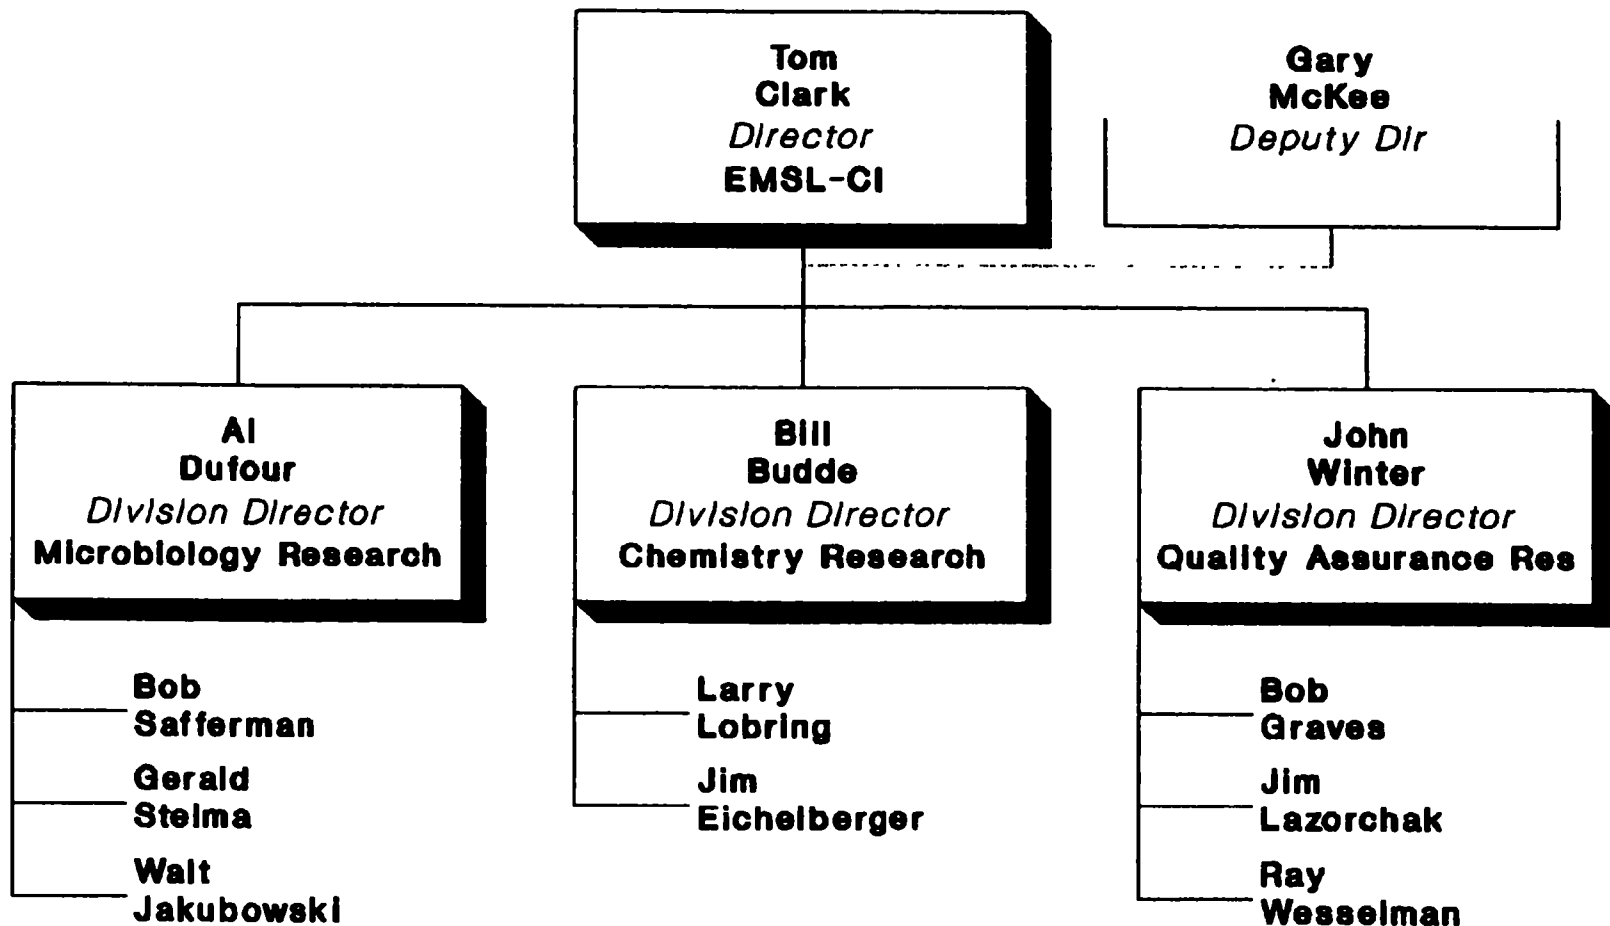 Tom
Clark
Director
EMSL-CI
Gary
McKee
Deputy Dir
Al
Dufour
Division Director
Microbiology Research
Bill
Budde
Division Director
Chemistry Research
John
Winter
Division Director
Quality Assurance Res
Bob
Safferman
Gerald
Stelma
Walt
Jakubowski
Larry
Lobring
Jim
Eichelberger
Bob
Graves
Jim
Lazorchak
Ray
Wesselman